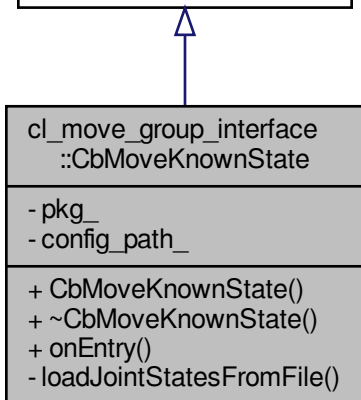 cl_move_group_interface
::CbMoveKnownState
- pkg_
- config_path_
+ CbMoveKnownState()
+ ~CbMoveKnownState()
+ onEntry()
- loadJointStatesFromFile()